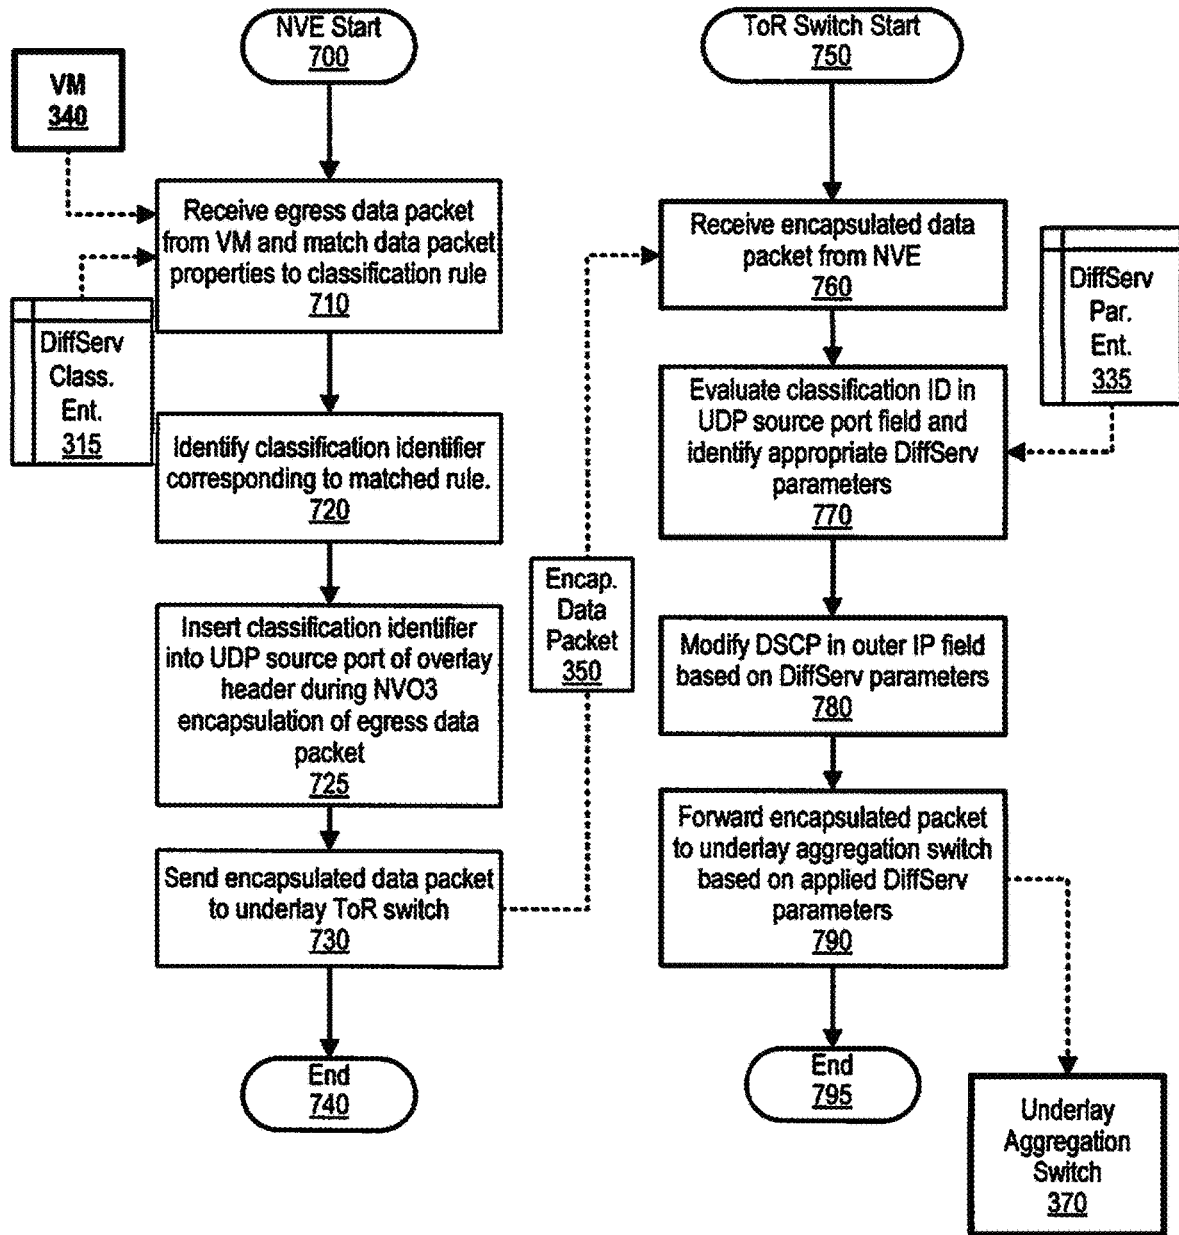 NVE Start
700
VM
340
Receive egress data packet
from VM and match data packet
properties to classification rule
710
DiffServ
Class.
Ent.
315
Identify classification identifier
corresponding to matched rule.
720
Insert classification identifier
into UDP source port of overlay
header during NVO3
encapsulation of egress data
packet
725
Send encapsulated data packet
to underlay ToR switch
730
End
740
Encap.
Data
Packet
350
ToR Switch Start
750
Receive encapsulated data
packet from NVE
760
DiffServ
Par.
Ent.
335
Evaluate classification ID in
UDP source port field and
identify appropriate DiffServ
parameters
770
Modify DSCP in outer IP field
based on DiffServ parameters
780
Forward encapsulated packet
to underlay aggregation switch
based on applied DiffServ
parameters
790
End
795
Underlay
Aggregation
Switch
370